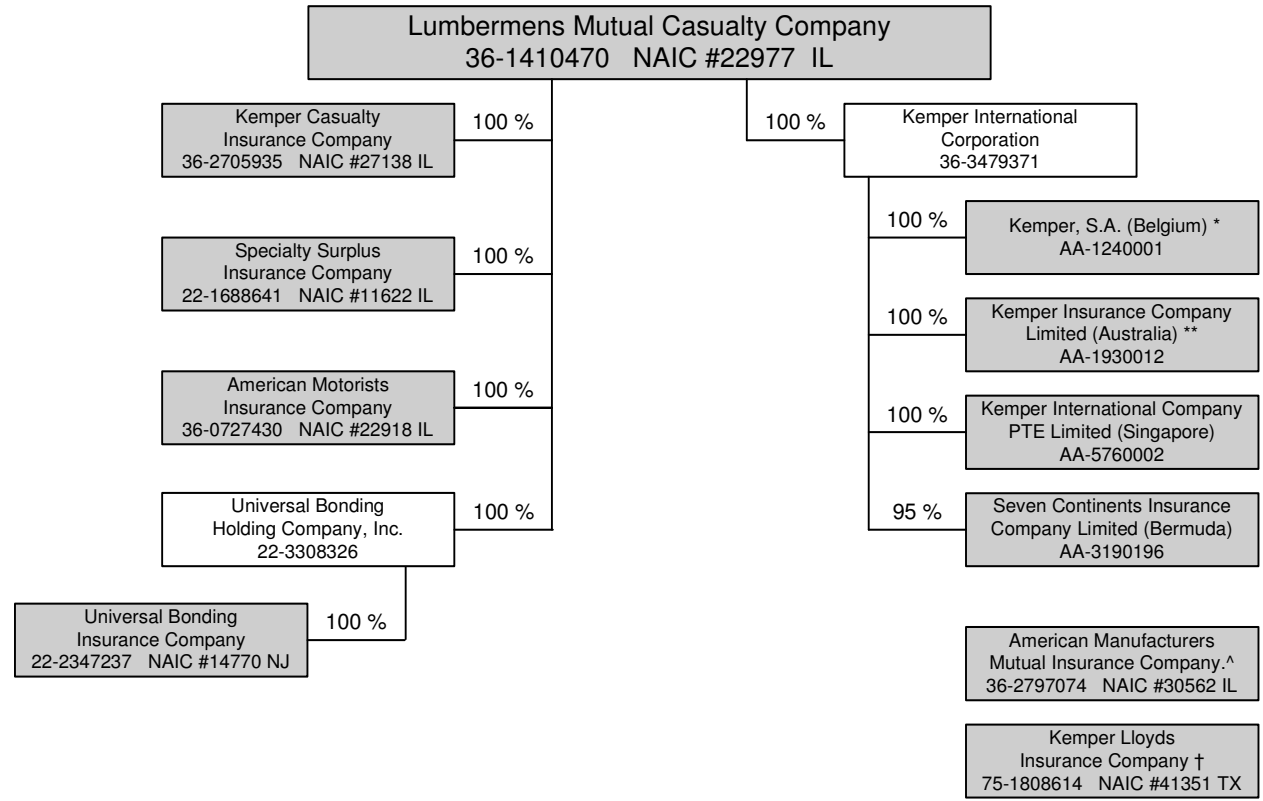 Lumbermens Mutual Casualty Company
36-1410470 NAIC #22977 IL
Kemper Casualty
Insurance Company
36-2705935 NAIC #27138 IL
100 %
Specialty Surplus
Insurance Company
22-1688641 NAIC #11622 IL
100 %
American Motorists
Insurance Company
36-0727430 NAIC #22918 IL
100 %
Universal Bonding
Holding Company, Inc.
22-3308326
100 %
Universal Bonding
Insurance Company
22-2347237 NAIC #14770 NJ
100 %
100 %
Kemper International
Corporation
36-3479371
100 %
Kemper, S.A. (Belgium) *
AA-1240001
100 %
Kemper Insurance Company
Limited (Australia) **
AA-1930012
100 %
Kemper International Company
PTE Limited (Singapore)
AA-5760002
95 %
Seven Continents Insurance
Company Limited (Bermuda)
AA-3190196
American Manufacturers
Mutual Insurance Company.^
36-2797074 NAIC #30562 IL
Kemper Lloyds
Insurance Company †
75-1808614 NAIC #41351 TX